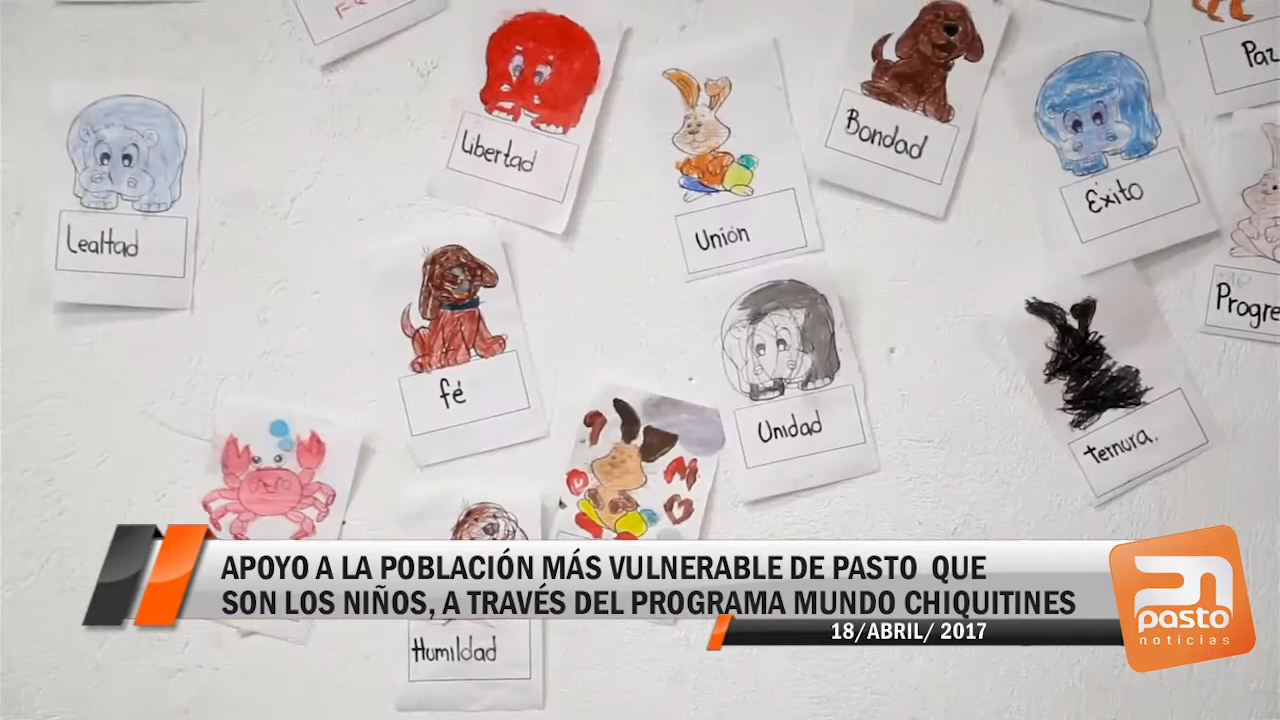 Paz
Libertad
Bondad
Éxito
Lealtad
Unión
Progre
fé
Unidad
ternura.
APOYO A LA POBLACIÓN MÁS VULNERABLE DE PASTO QUE
SON LOS NIÑOS, A TRAVÉS DEL PROGRAMA MUNDO CHIQUITINES
18/ABRIL/ 2017
pasto
noticias
Humildad